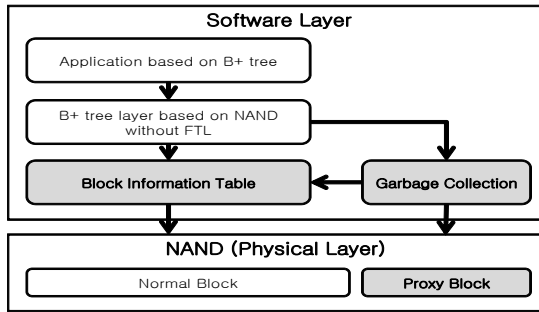 Software Layer
Application based on B+ tree
B+ tree layer based on NAND
without FTL
Block Information Table
Garbage Collection
NAND (Physical Layer)
Normal Block
Proxy Block